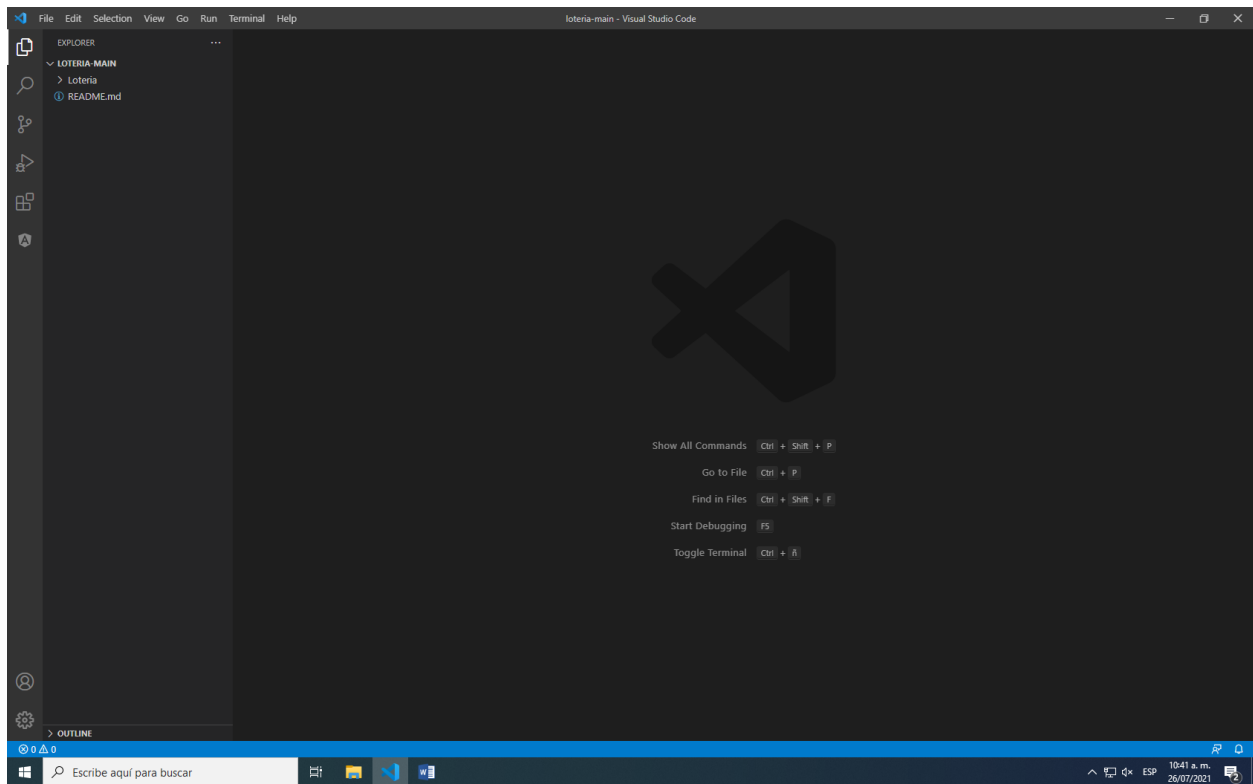 File Edit Selection View Go Run Terminal Help
loteria-main - Visual Studio Code
EXPLORER
LOTERIA-MAIN
Loteria
README.md
Show All Commands Ctrl + Shift + P
Go to File Ctrl + P
Find in Files Ctrl + Shift + F
Start Debugging F5
Toggle Terminal Ctrl + ñ
OUTLINE
0 0
Escribe aquí para buscar
ESP
10:41 a. m.
26/07/2021
2